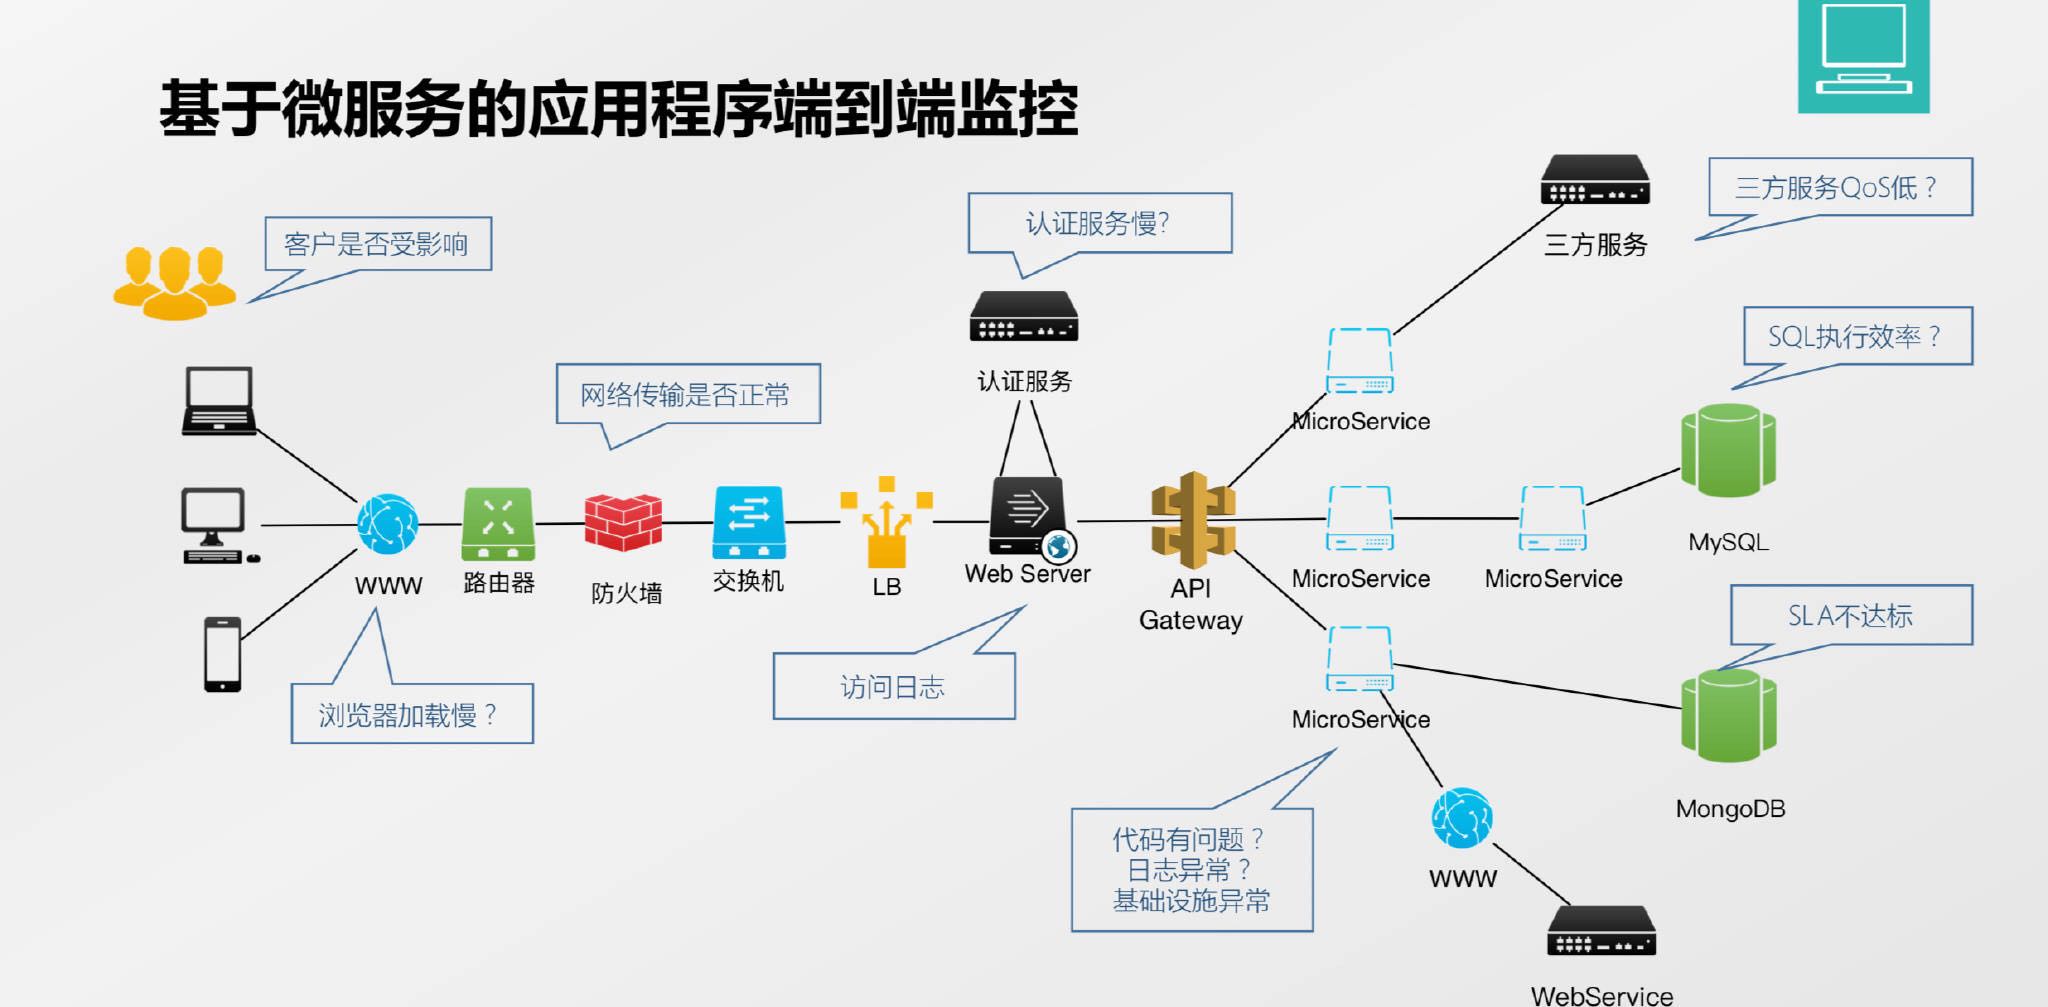 基于微服务的应用程序端到端监控
三方服务QoS低？
客户是否受影响
认证服务慢?
三方服务
SQL执行效率？
网络传输是否正常
认证服务
MicroService
MySQL
WWW
路由器
防火墙
交换机
LB
Web Server
API
Gateway
MicroService
MicroService
SLA不达标
访问日志
浏览器加载慢？
MicroService
MongoDB
代码有问题？
日志异常？
基础设施异常
WWW
WebService